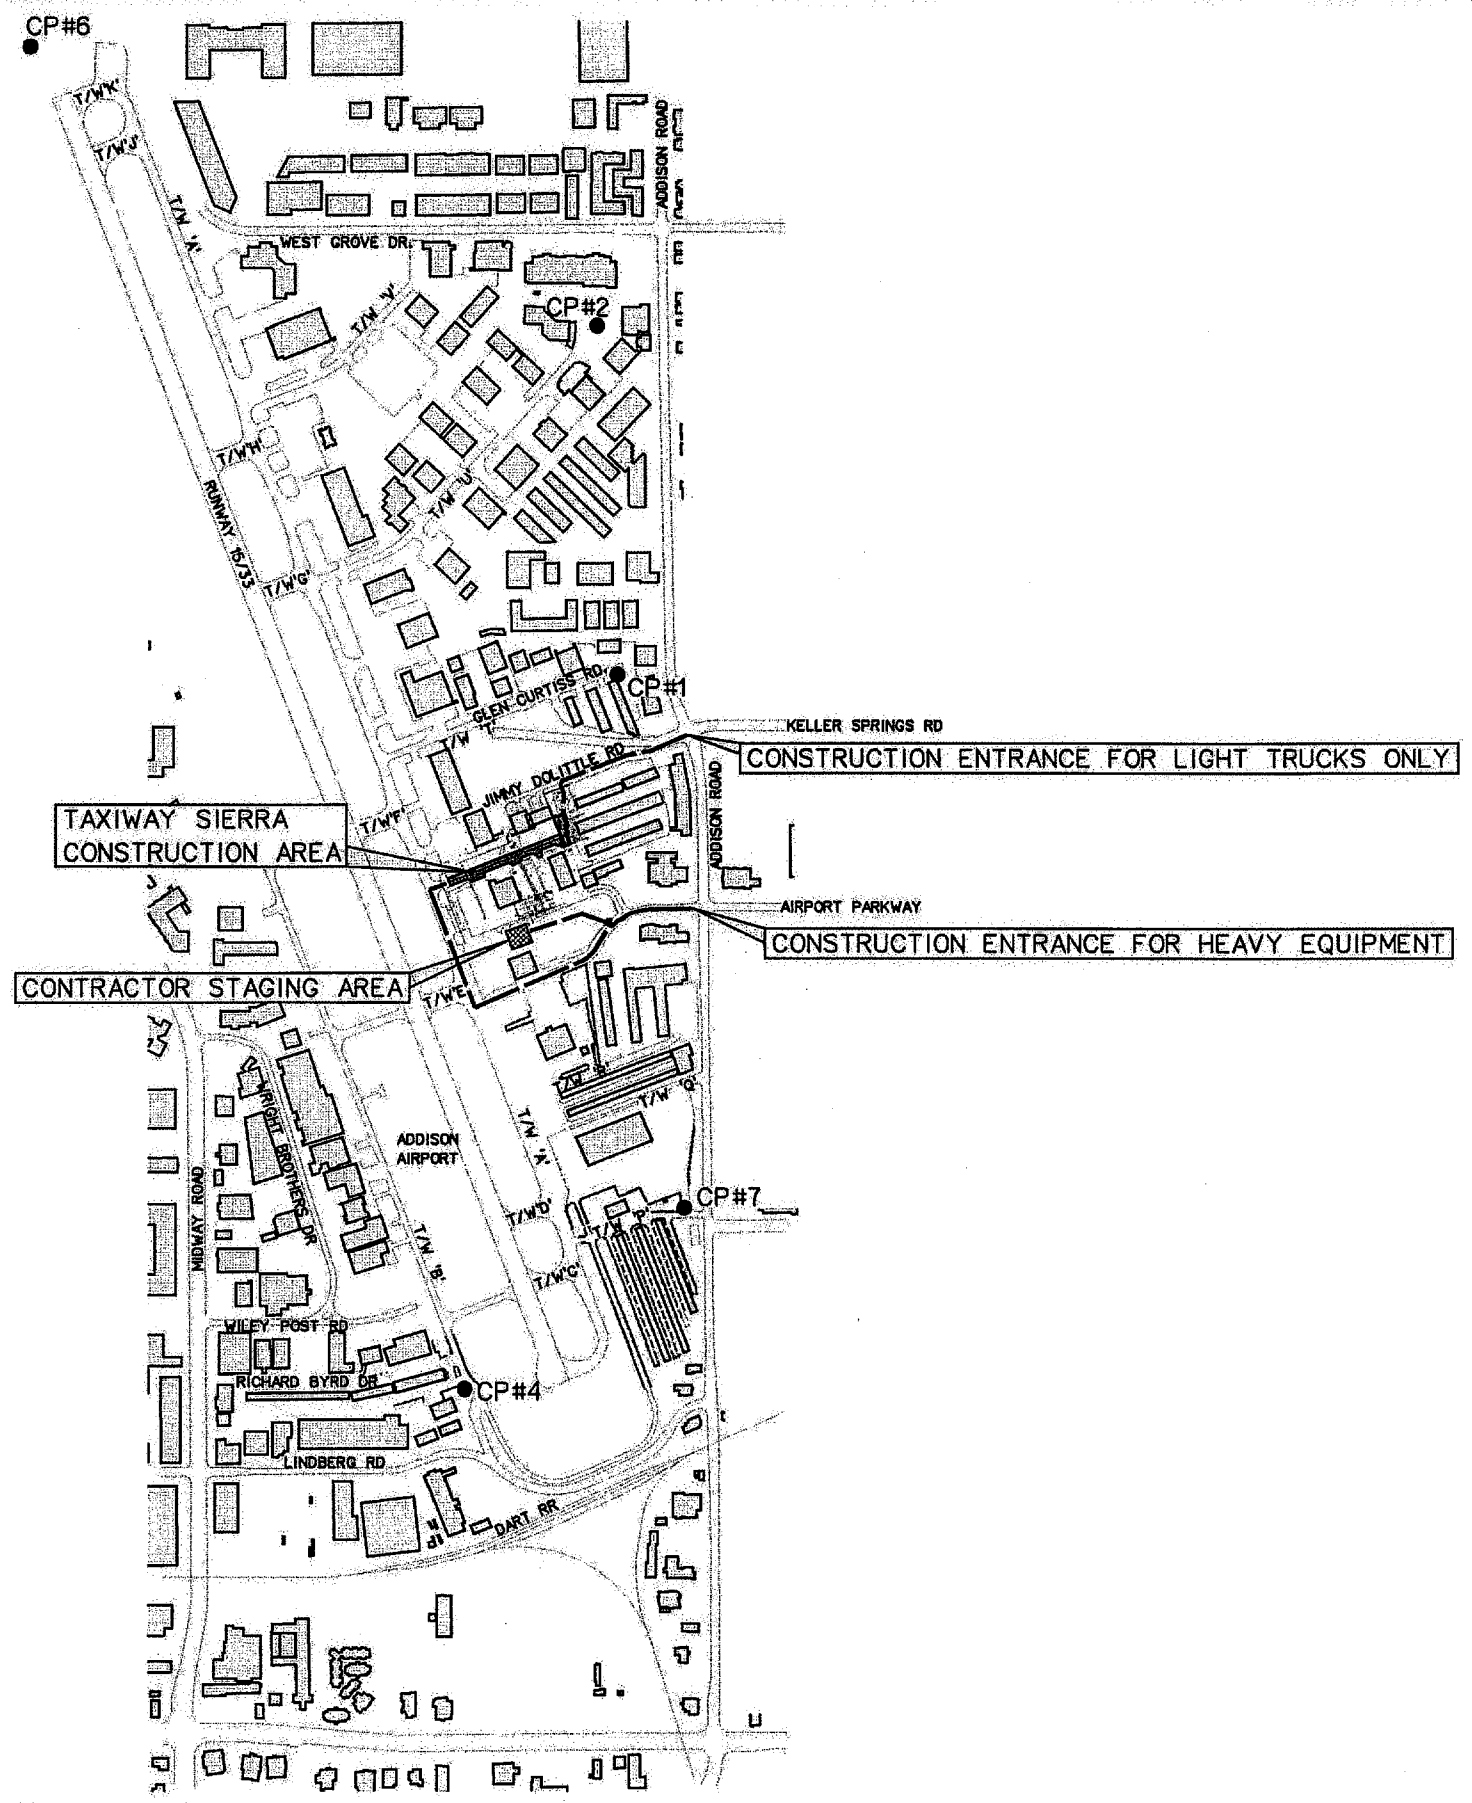 CP#6
T/W'K'
T/W'J'
ADDISON ROAD
T/W 'A'
WEST GROVE DR.
T/W 'V'
CP#2
T/W'H'
T/W 'U'
RUNWAY 15/33
T/W'G'
CP#1
GLEN CURTISS RD.
T/W 'T'
KELLER SPRINGS RD
CONSTRUCTION ENTRANCE FOR LIGHT TRUCKS ONLY
JIMMY DOLITTLE RD
ADDISON ROAD
T/W'F'
TAXIWAY SIERRA
CONSTRUCTION AREA
AIRPORT PARKWAY
CONSTRUCTION ENTRANCE FOR HEAVY EQUIPMENT
CONTRACTOR STAGING AREA
T/W'E'
T/W 'R'
T/W 'Q'
WRIGHT BROTHERS DR
T/W 'A'
ADDISON
AIRPORT
MIDWAY ROAD
CP#7
T/W'D'
T/W 'P'
T/W 'B'
T/W'C'
WILEY POST RD
RICHARD BYRD DR
CP#4
LINDBERG RD
DART RR